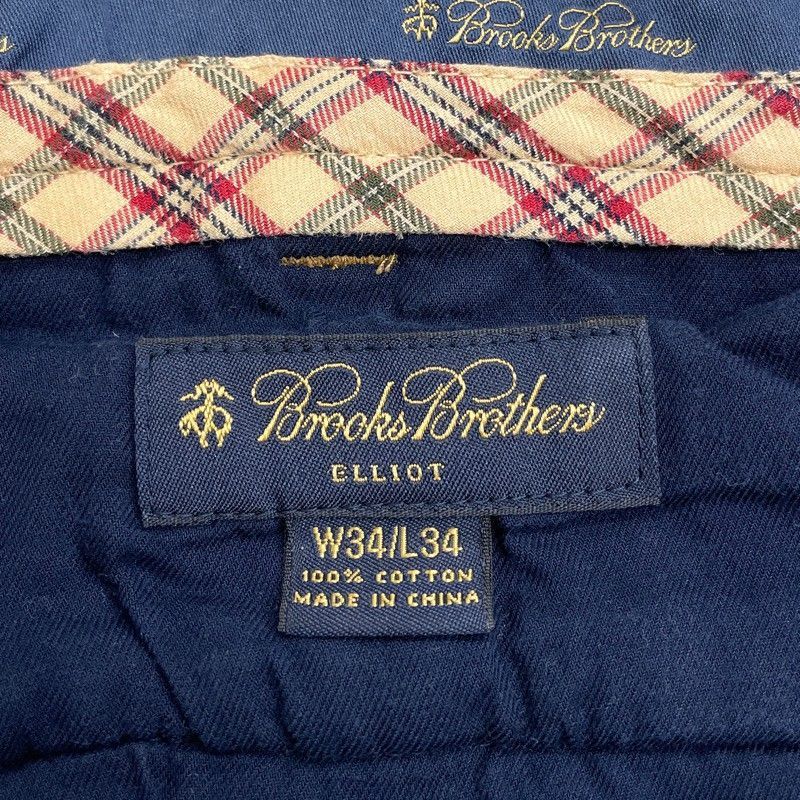 Brooks Brothers
Brooks Brothers
ELLIOT
W34/L34
100% COTTON
MADE IN CHINA